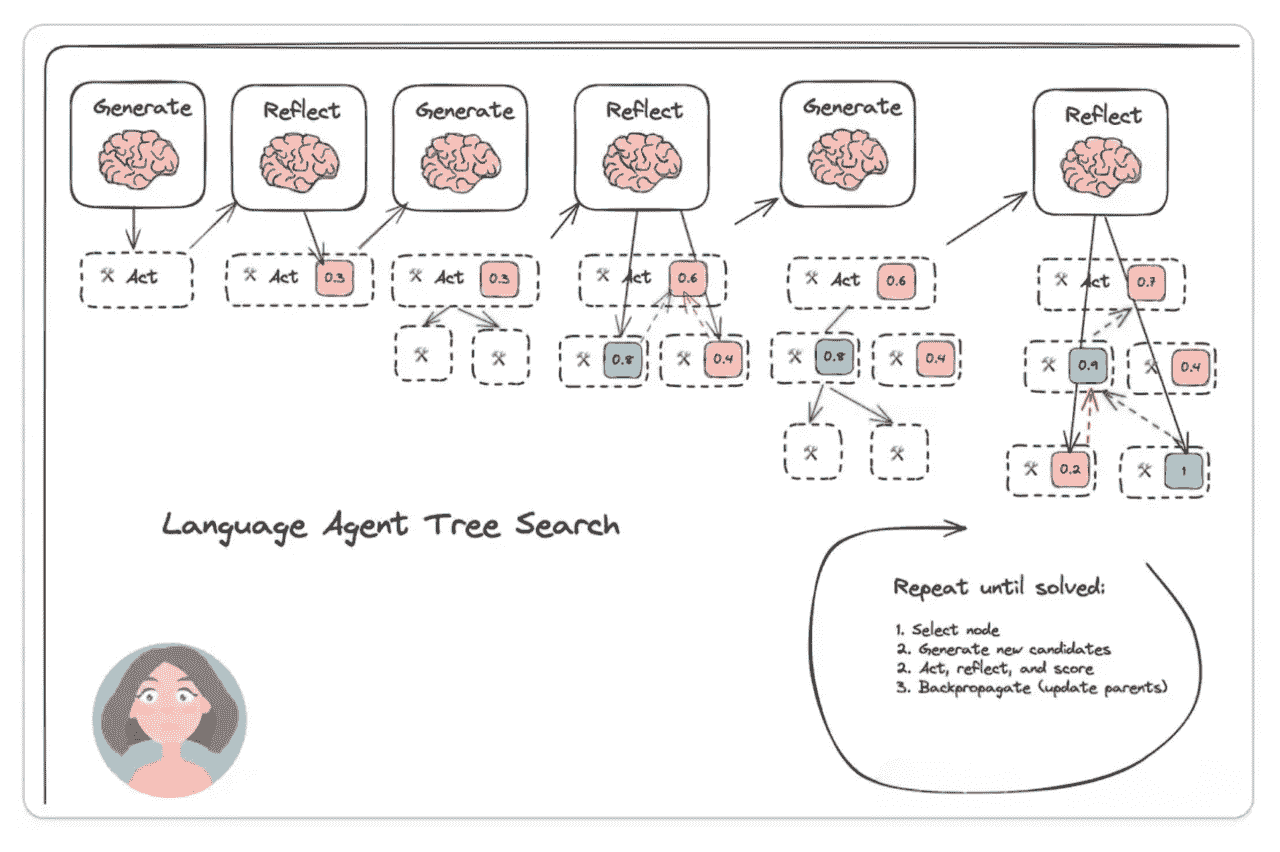 Generate
Reflect
Generate
Reflect
Generate
Reflect
Act
Act 0.3
Act 0.3
Act 0.6
Act 0.6
Act 0.7
0.8 0.4
0.8 0.4
0.9 0.4
0.2 1
Language Agent Tree Search
Repeat until solved:
1. Select node
2. Generate new candidates
2. Act, reflect, and score
3. Backpropagate (update parents)